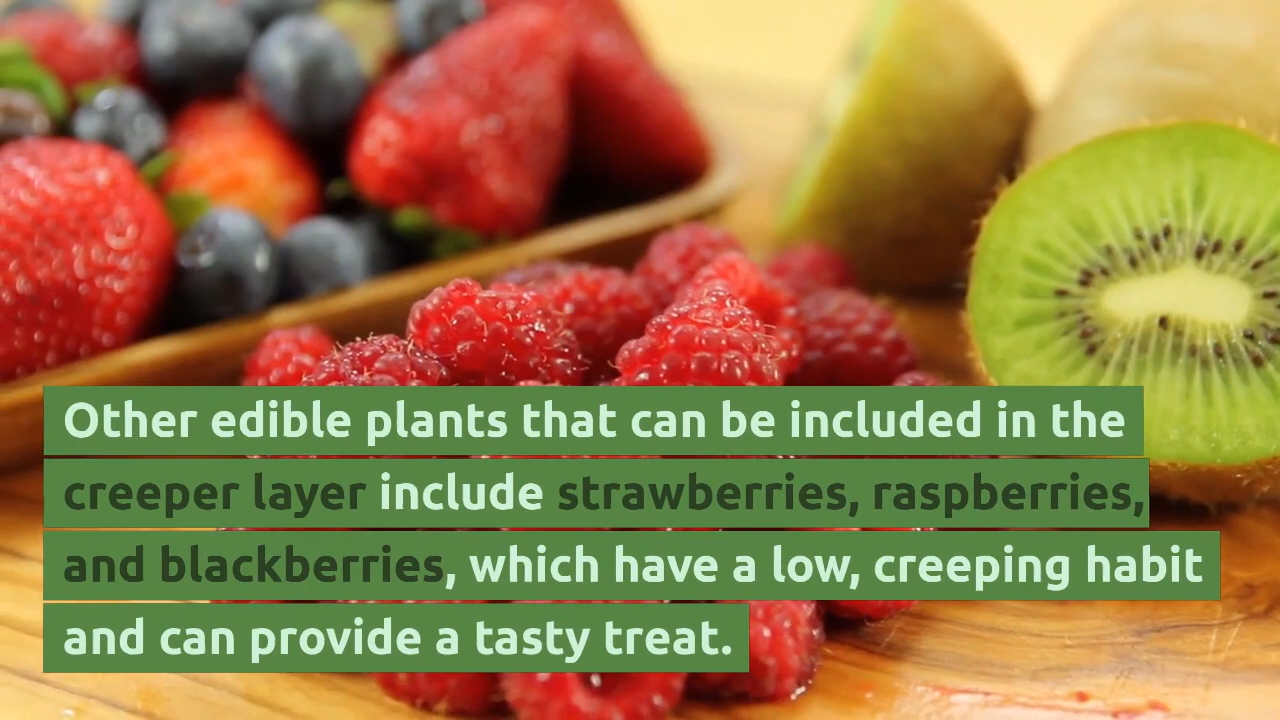 Other edible plants that can be included in the
creeper layer include strawberries, raspberries,
and blackberries, which have a low, creeping habit
and can provide a tasty treat.